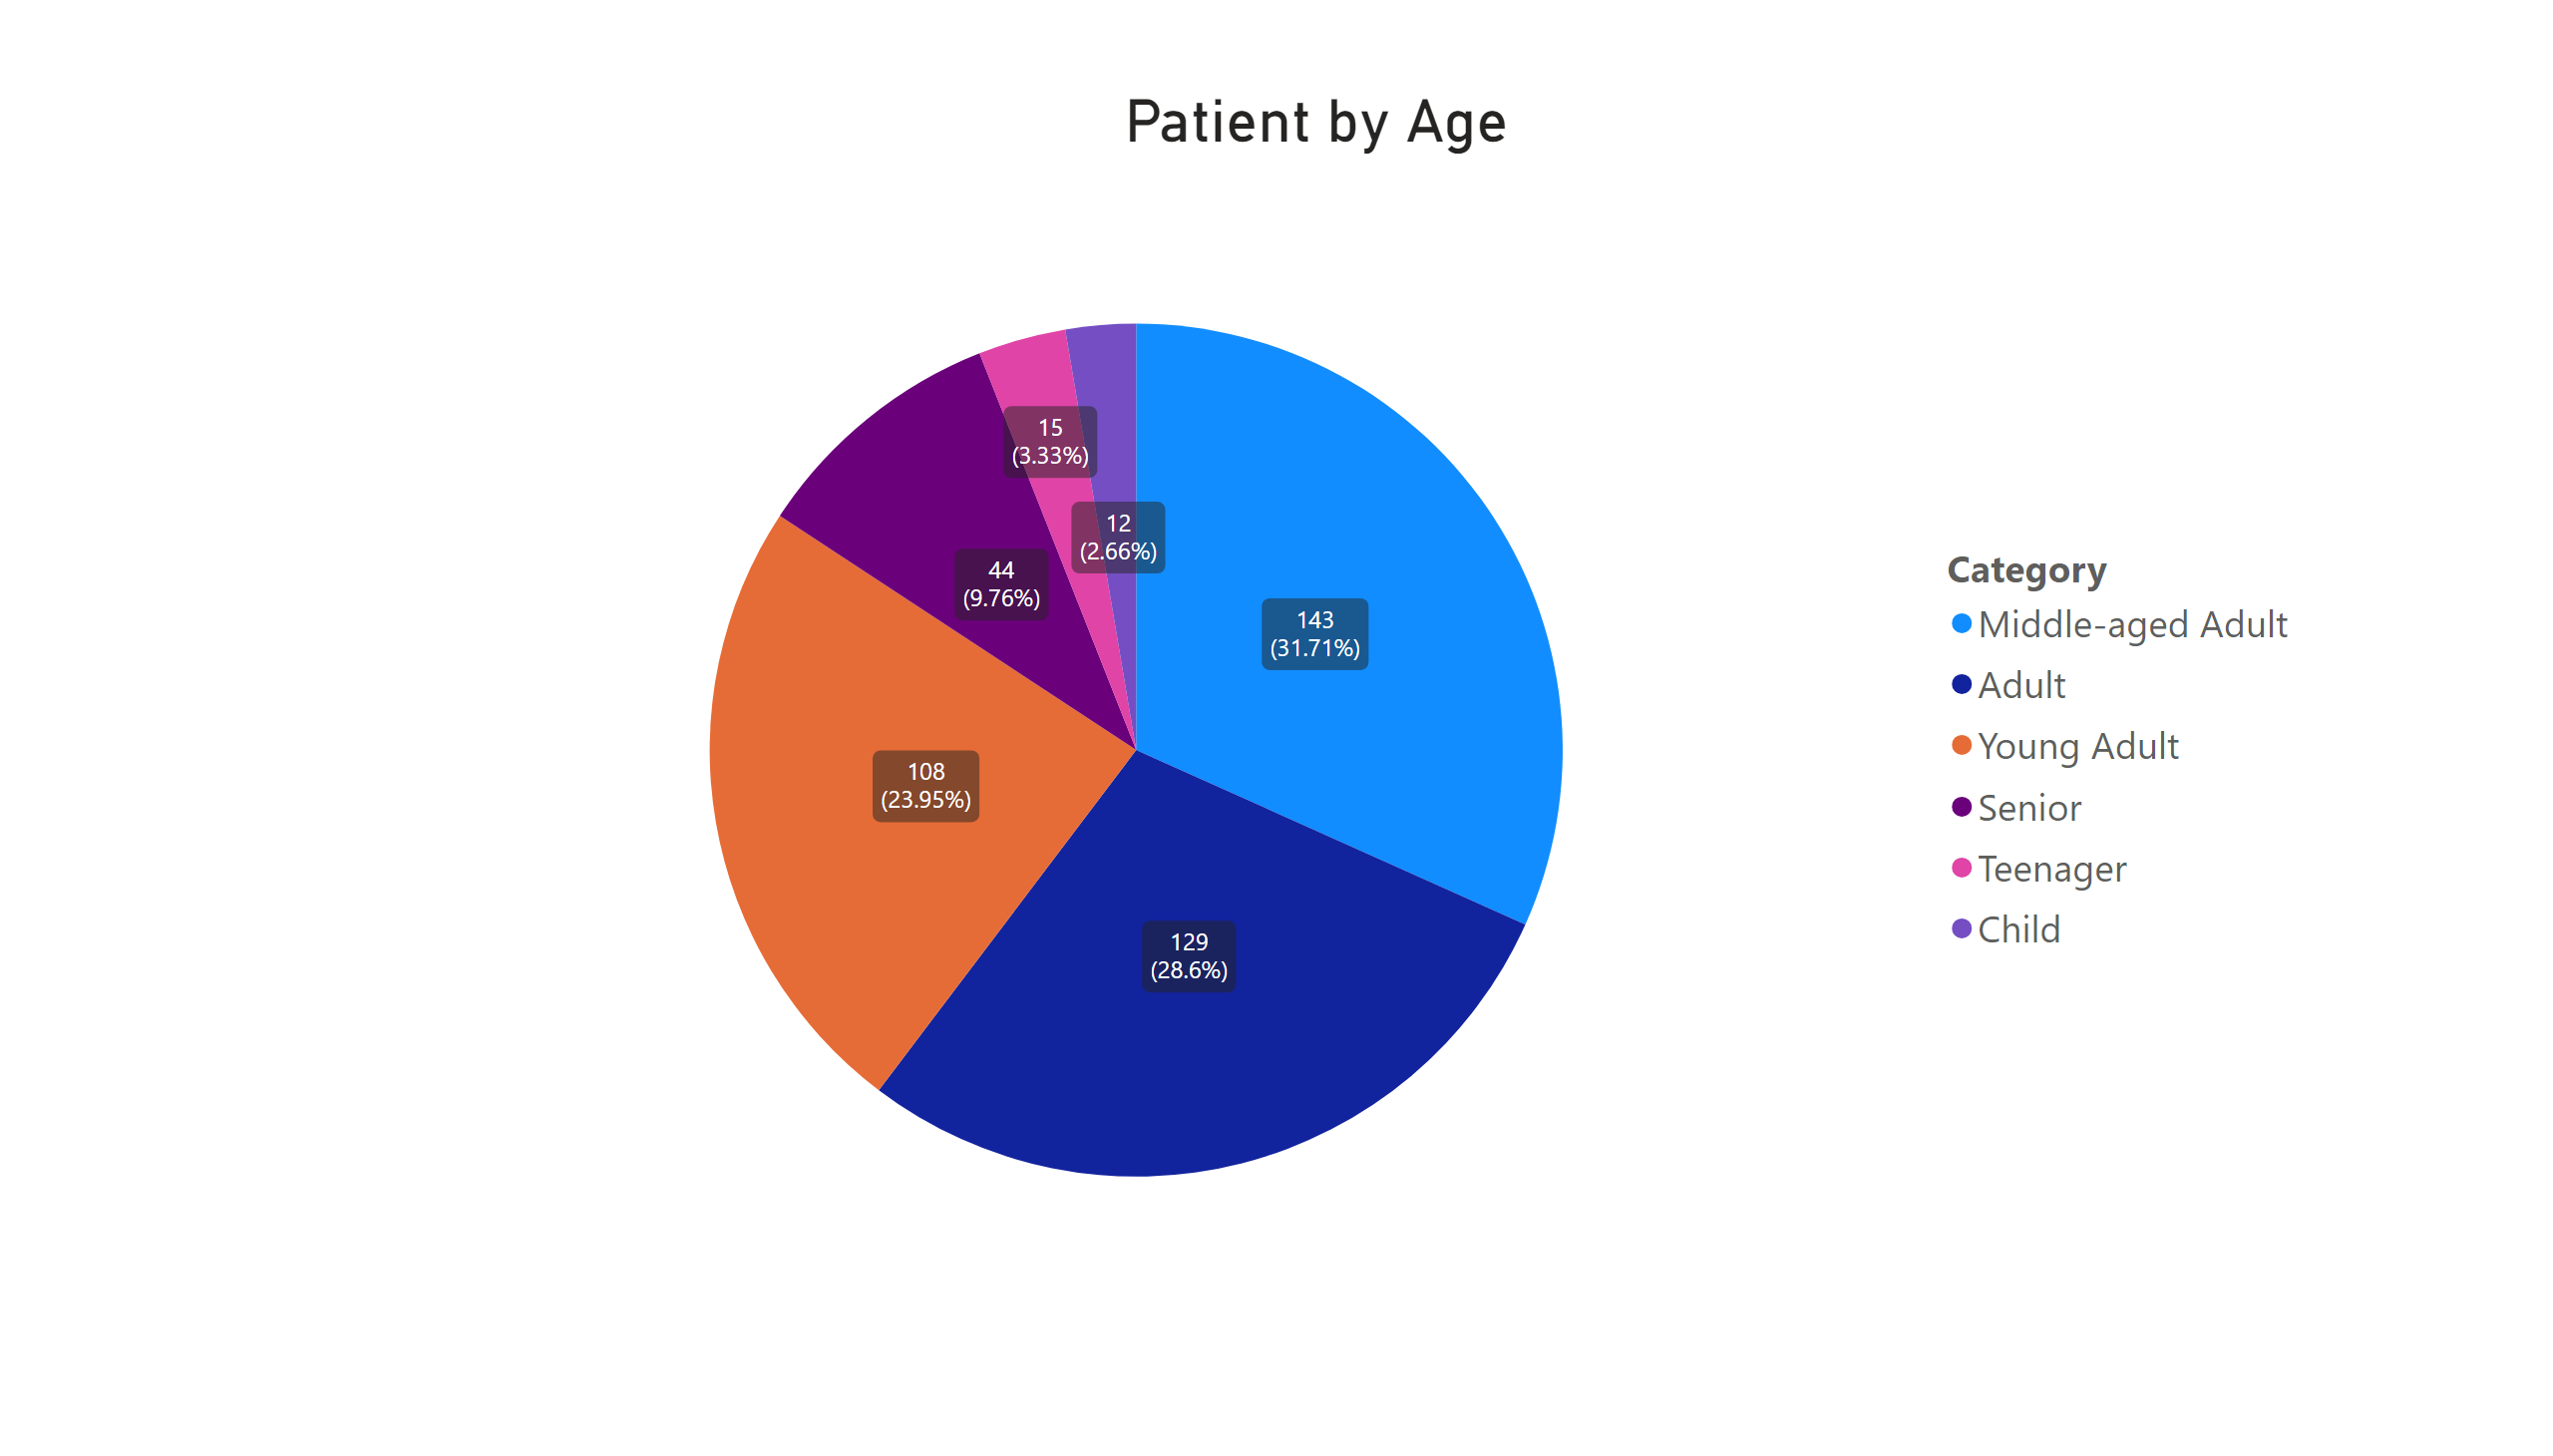 Patient by Age
15
(3.33%)
12
(2.66%)
44
(9.76%)
143
(31.71%)
108
(23.95%)
129
(28.6%)
Category
Middle-aged Adult
Adult
Young Adult
Senior
Teenager
Child